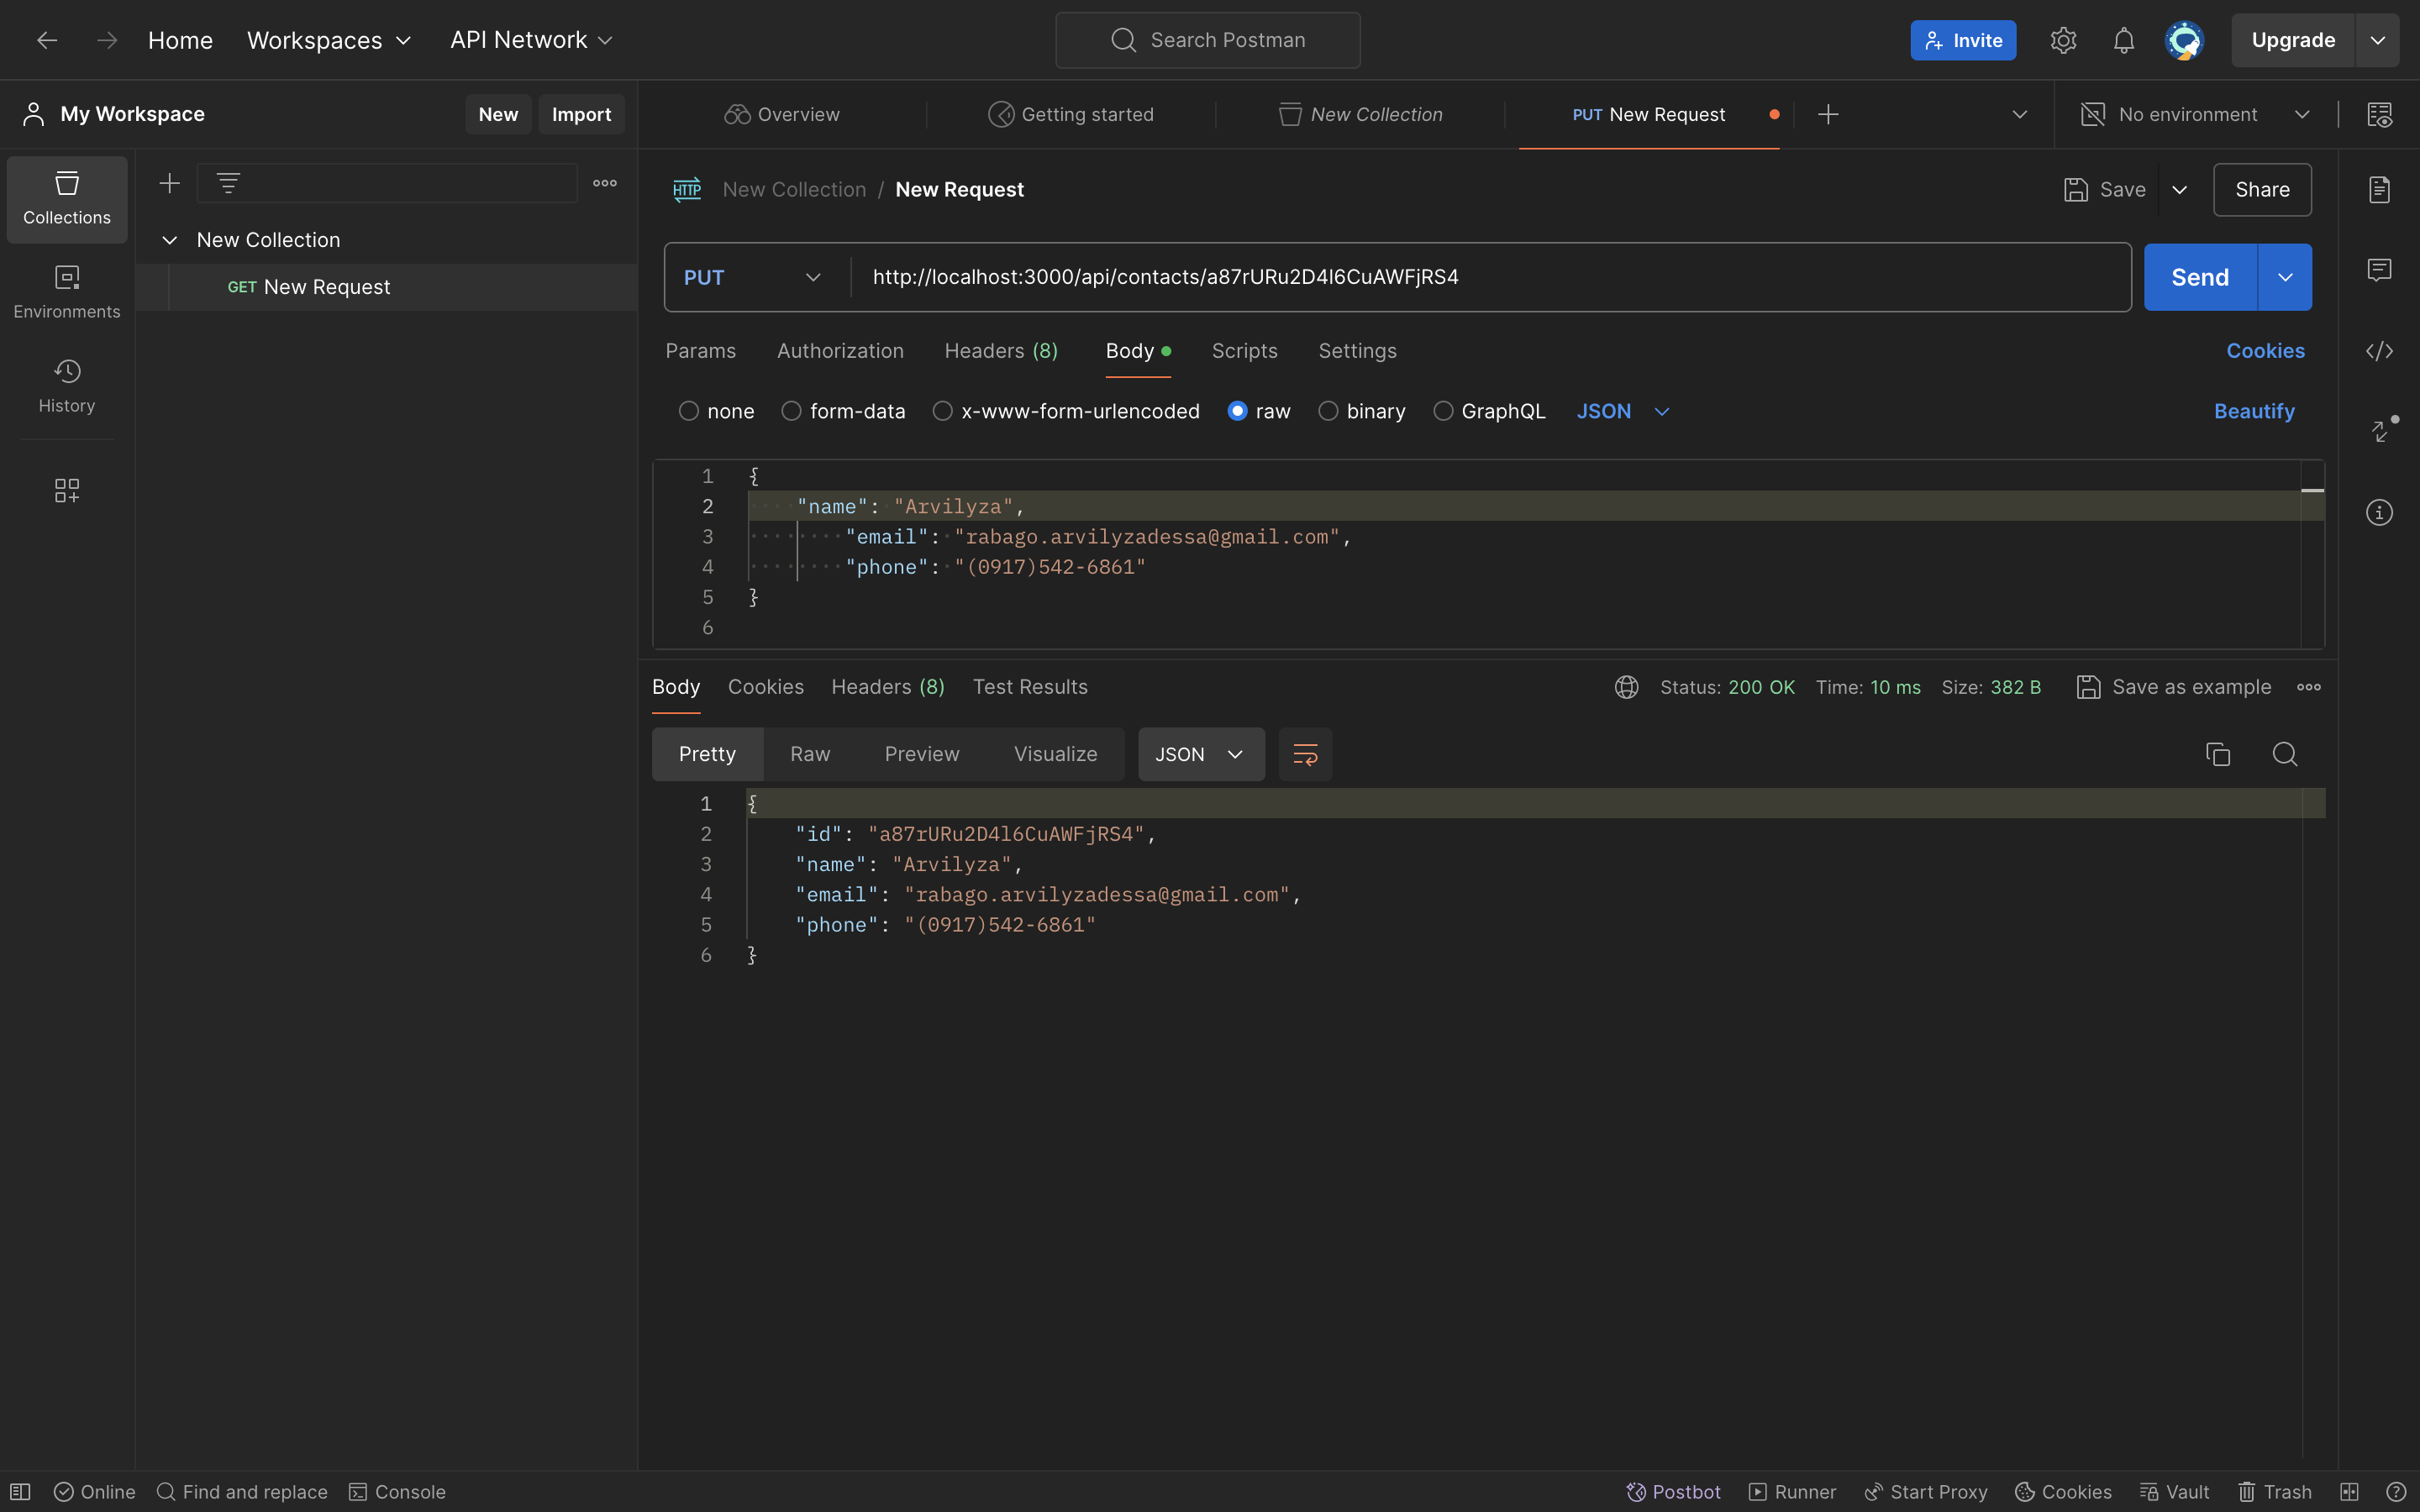 Home Workspaces API Network Search Postman Invite Upgrade
My Workspace New Import Overview Getting started New Collection PUT New Request No environment
Collections
Environments
History
New Collection
GET New Request
HTTP New Collection / New Request Save Share
PUT http://localhost:3000/api/contacts/a87rURu2D4l6CuAWFjRS4 Send
Params Authorization Headers (8) Body Scripts Settings Cookies
none form-data x-www-form-urlencoded raw binary GraphQL JSON Beautify
1 {
2 "name": "Arvilyza",
3 "email": "rabago.arvilyzadessa@gmail.com",
4 "phone": "(0917)542-6861"
5 }
6
Body Cookies Headers (8) Test Results Status: 200 OK Time: 10 ms Size: 382 B Save as example
Pretty Raw Preview Visualize JSON
1 {
2 "id": "a87rURu2D4l6CuAWFjRS4",
3 "name": "Arvilyza",
4 "email": "rabago.arvilyzadessa@gmail.com",
5 "phone": "(0917)542-6861"
6 }
Online Find and replace Console Postbot Runner Start Proxy Cookies Vault Trash